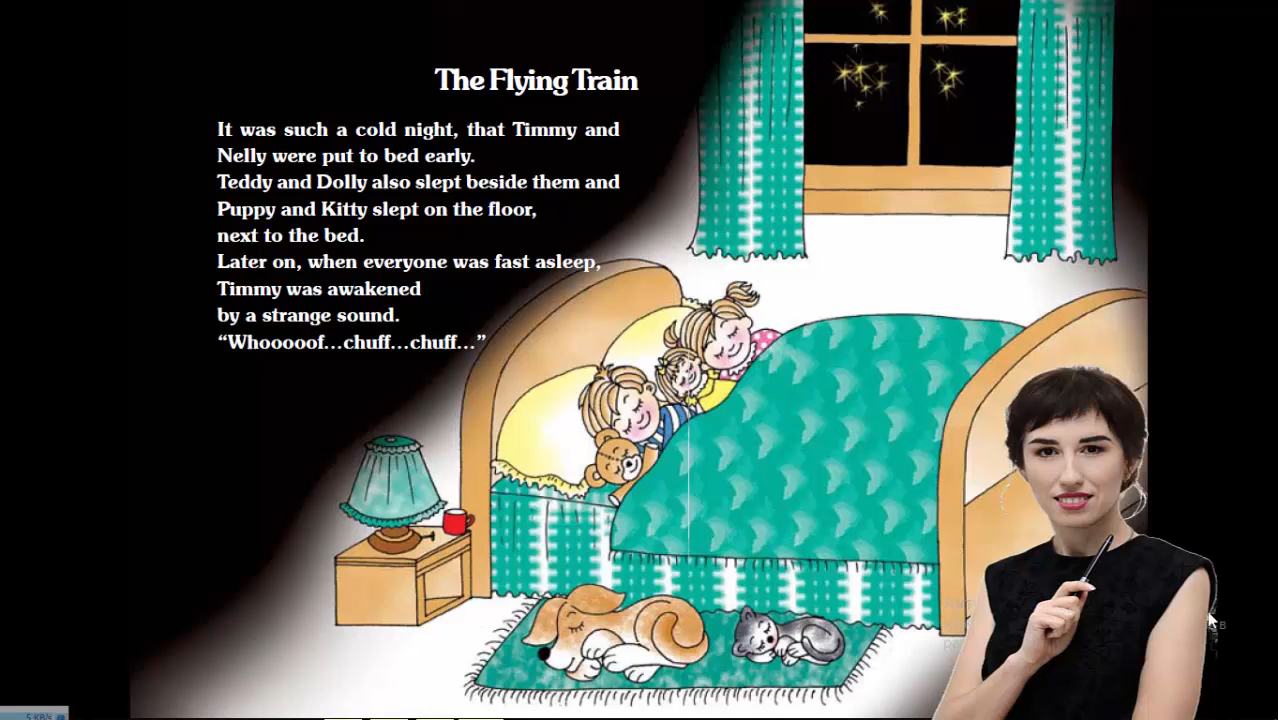 The Flying Train
It was such a cold night, that Timmy and
Nelly were put to bed early.
Teddy and Dolly also slept beside them and
Puppy and Kitty slept on the floor,
next to the bed.
Later on, when everyone was fast asleep,
Timmy was awakened
by a strange sound.
“Whooooof...chuff...chuff...”
5 KB/s